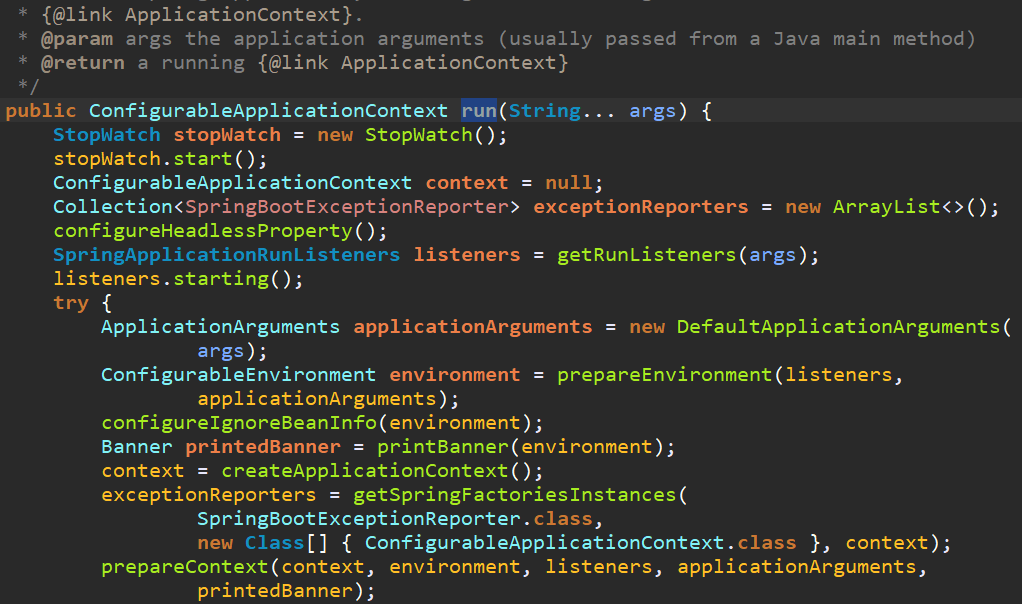 * {@link ApplicationContext}.
* @param args the application arguments (usually passed from a Java main method)
* @return a running {@link ApplicationContext}
*/
public ConfigurableApplicationContext run(String... args) {
StopWatch stopWatch = new StopWatch();
stopWatch.start();
ConfigurableApplicationContext context = null;
Collection<SpringBootExceptionReporter> exceptionReporters = new ArrayList<>();
configureHeadlessProperty();
SpringApplicationRunListeners listeners = getRunListeners(args);
listeners.starting();
try {
ApplicationArguments applicationArguments = new DefaultApplicationArguments(
args);
ConfigurableEnvironment environment = prepareEnvironment(listeners,
applicationArguments);
configureIgnoreBeanInfo(environment);
Banner printedBanner = printBanner(environment);
context = createApplicationContext();
exceptionReporters = getSpringFactoriesInstances(
SpringBootExceptionReporter.class,
new Class[] { ConfigurableApplicationContext.class }, context);
prepareContext(context, environment, listeners, applicationArguments,
printedBanner);